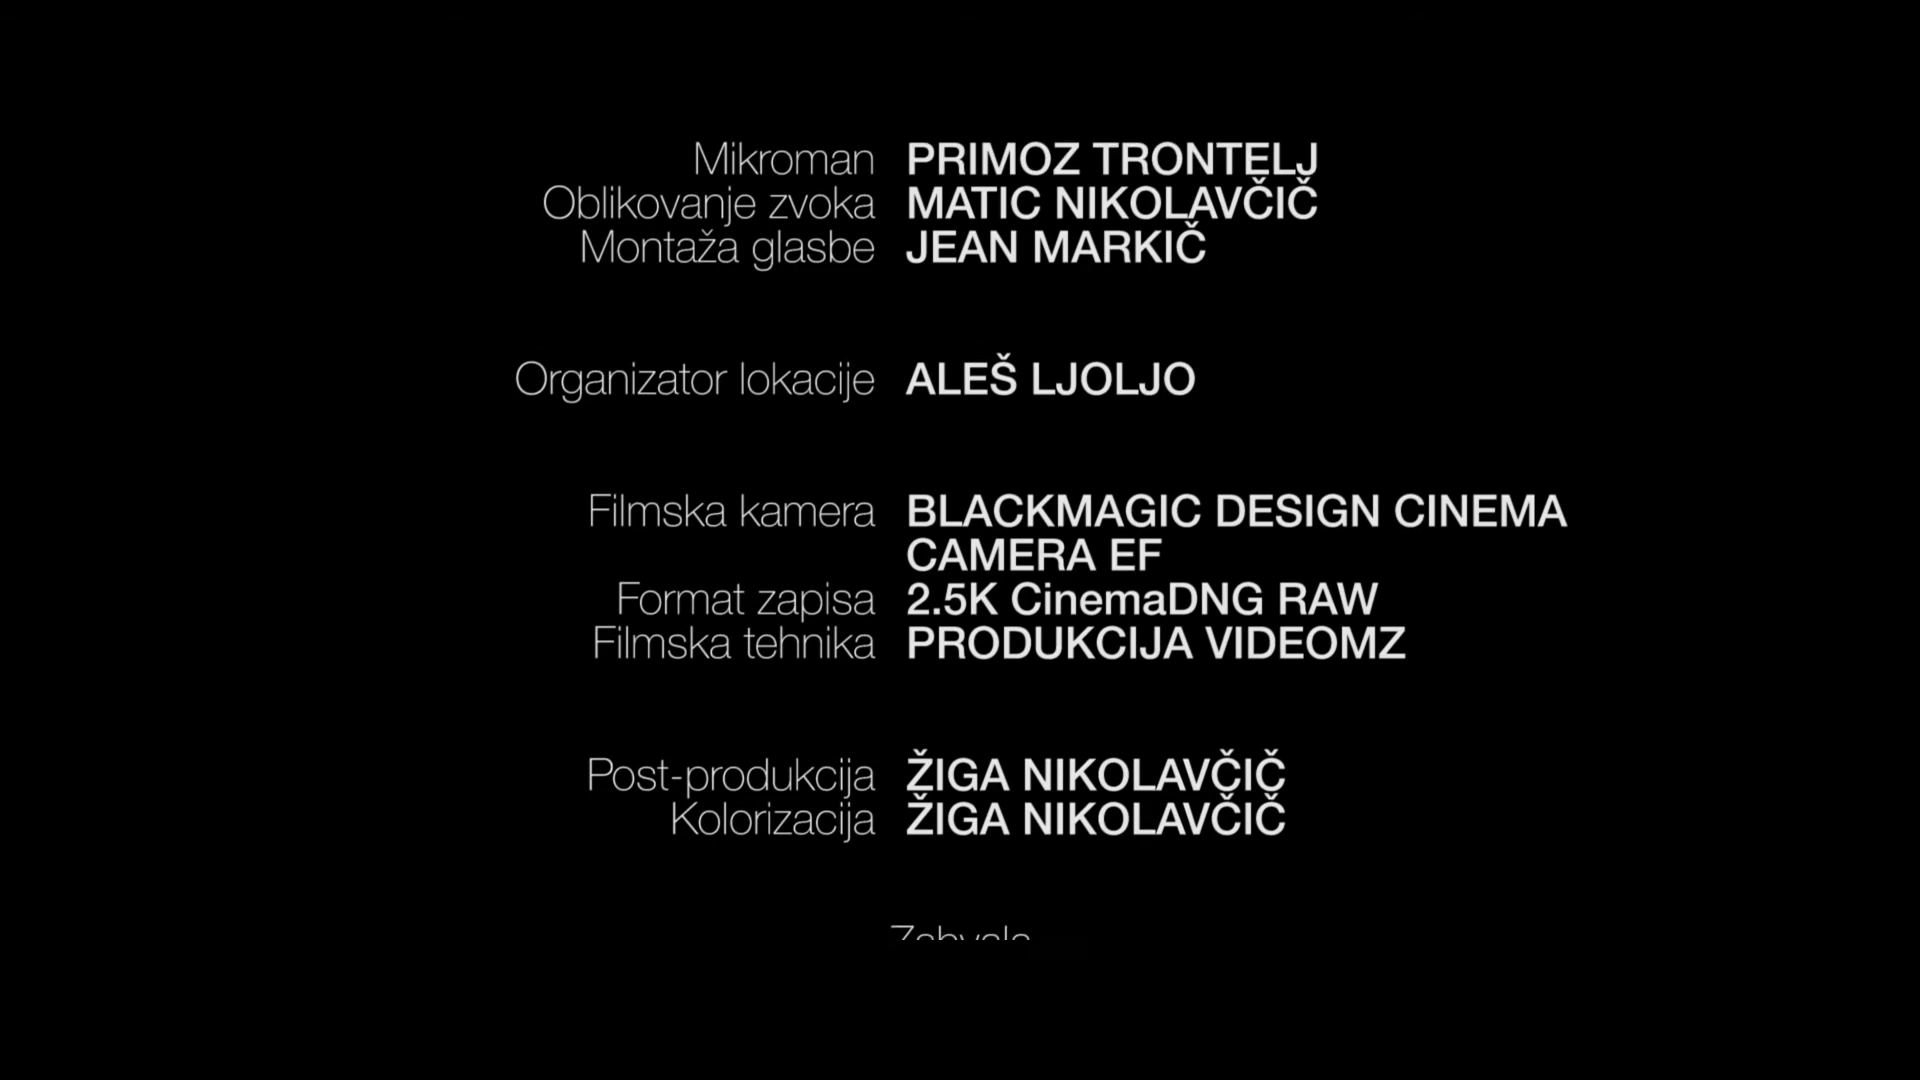 Mikroman PRIMOZ TRONTELJ
Oblikovanje zvoka MATIC NIKOLAVČIČ
Montaža glasbe JEAN MARKIČ
Organizator lokacije ALEŠ LJOLJO
Filmska kamera BLACKMAGIC DESIGN CINEMA
CAMERA EF
Format zapisa 2.5K CinemaDNG RAW
Filmska tehnika PRODUKCIJA VIDEOMZ
Post-produkcija ŽIGA NIKOLAVČIČ
Kolorizacija ŽIGA NIKOLAVČIČ